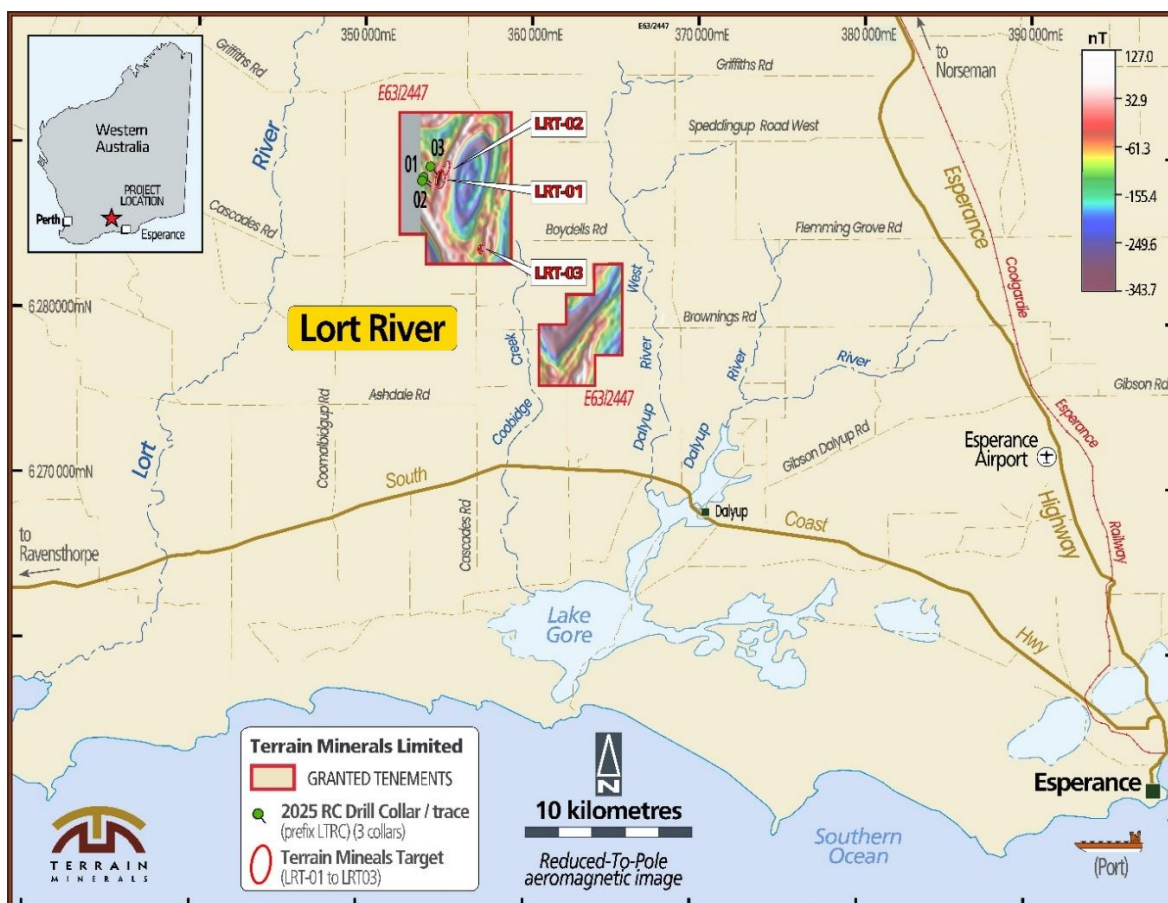 350 000mE
360 000mE
E63/2447
370 000mE
380 000mE
390 000mE
Griffiths Rd
Griffiths Rd
to
Norseman
nT
127.0
32.9
-61.3
-155.4
-249.6
-343.7
Western
Australia
PROJECT
LOCATION
Perth
Esperance
River
E63/2447
LRT-02
Speddingup Road West
01
03
02
LRT-01
Esperance
Cascades Rd
Boydells Rd
Flemming Grove Rd
LRT-03
West
Coolgardie
6 280 000mN
Lort River
Creek
River
Brownings Rd
River
River
E63/2447
Ashdale Rd
Gibson Rd
Coomalbidgup Rd
Coobidge
Dalyup
Dalyup
Gibson Dalyup Rd
Esperance
Esperance
Airport
Lort
6 270 000mN
South
Highway
Dalyup
Coast
to
Ravensthorpe
Cascades Rd
Railway
Lake
Gore
Hwy
Terrain Minerals Limited
GRANTED TENEMENTS
2025 RC Drill Collar / trace
(prefix LTRC) (3 collars)
Terrain Mineals Target
(LRT-01 to LRT03)
N
10 kilometres
Reduced-To-Pole
aeromagnetic image
Esperance
Southern
Ocean
(Port)
TERRAIN
MINERALS